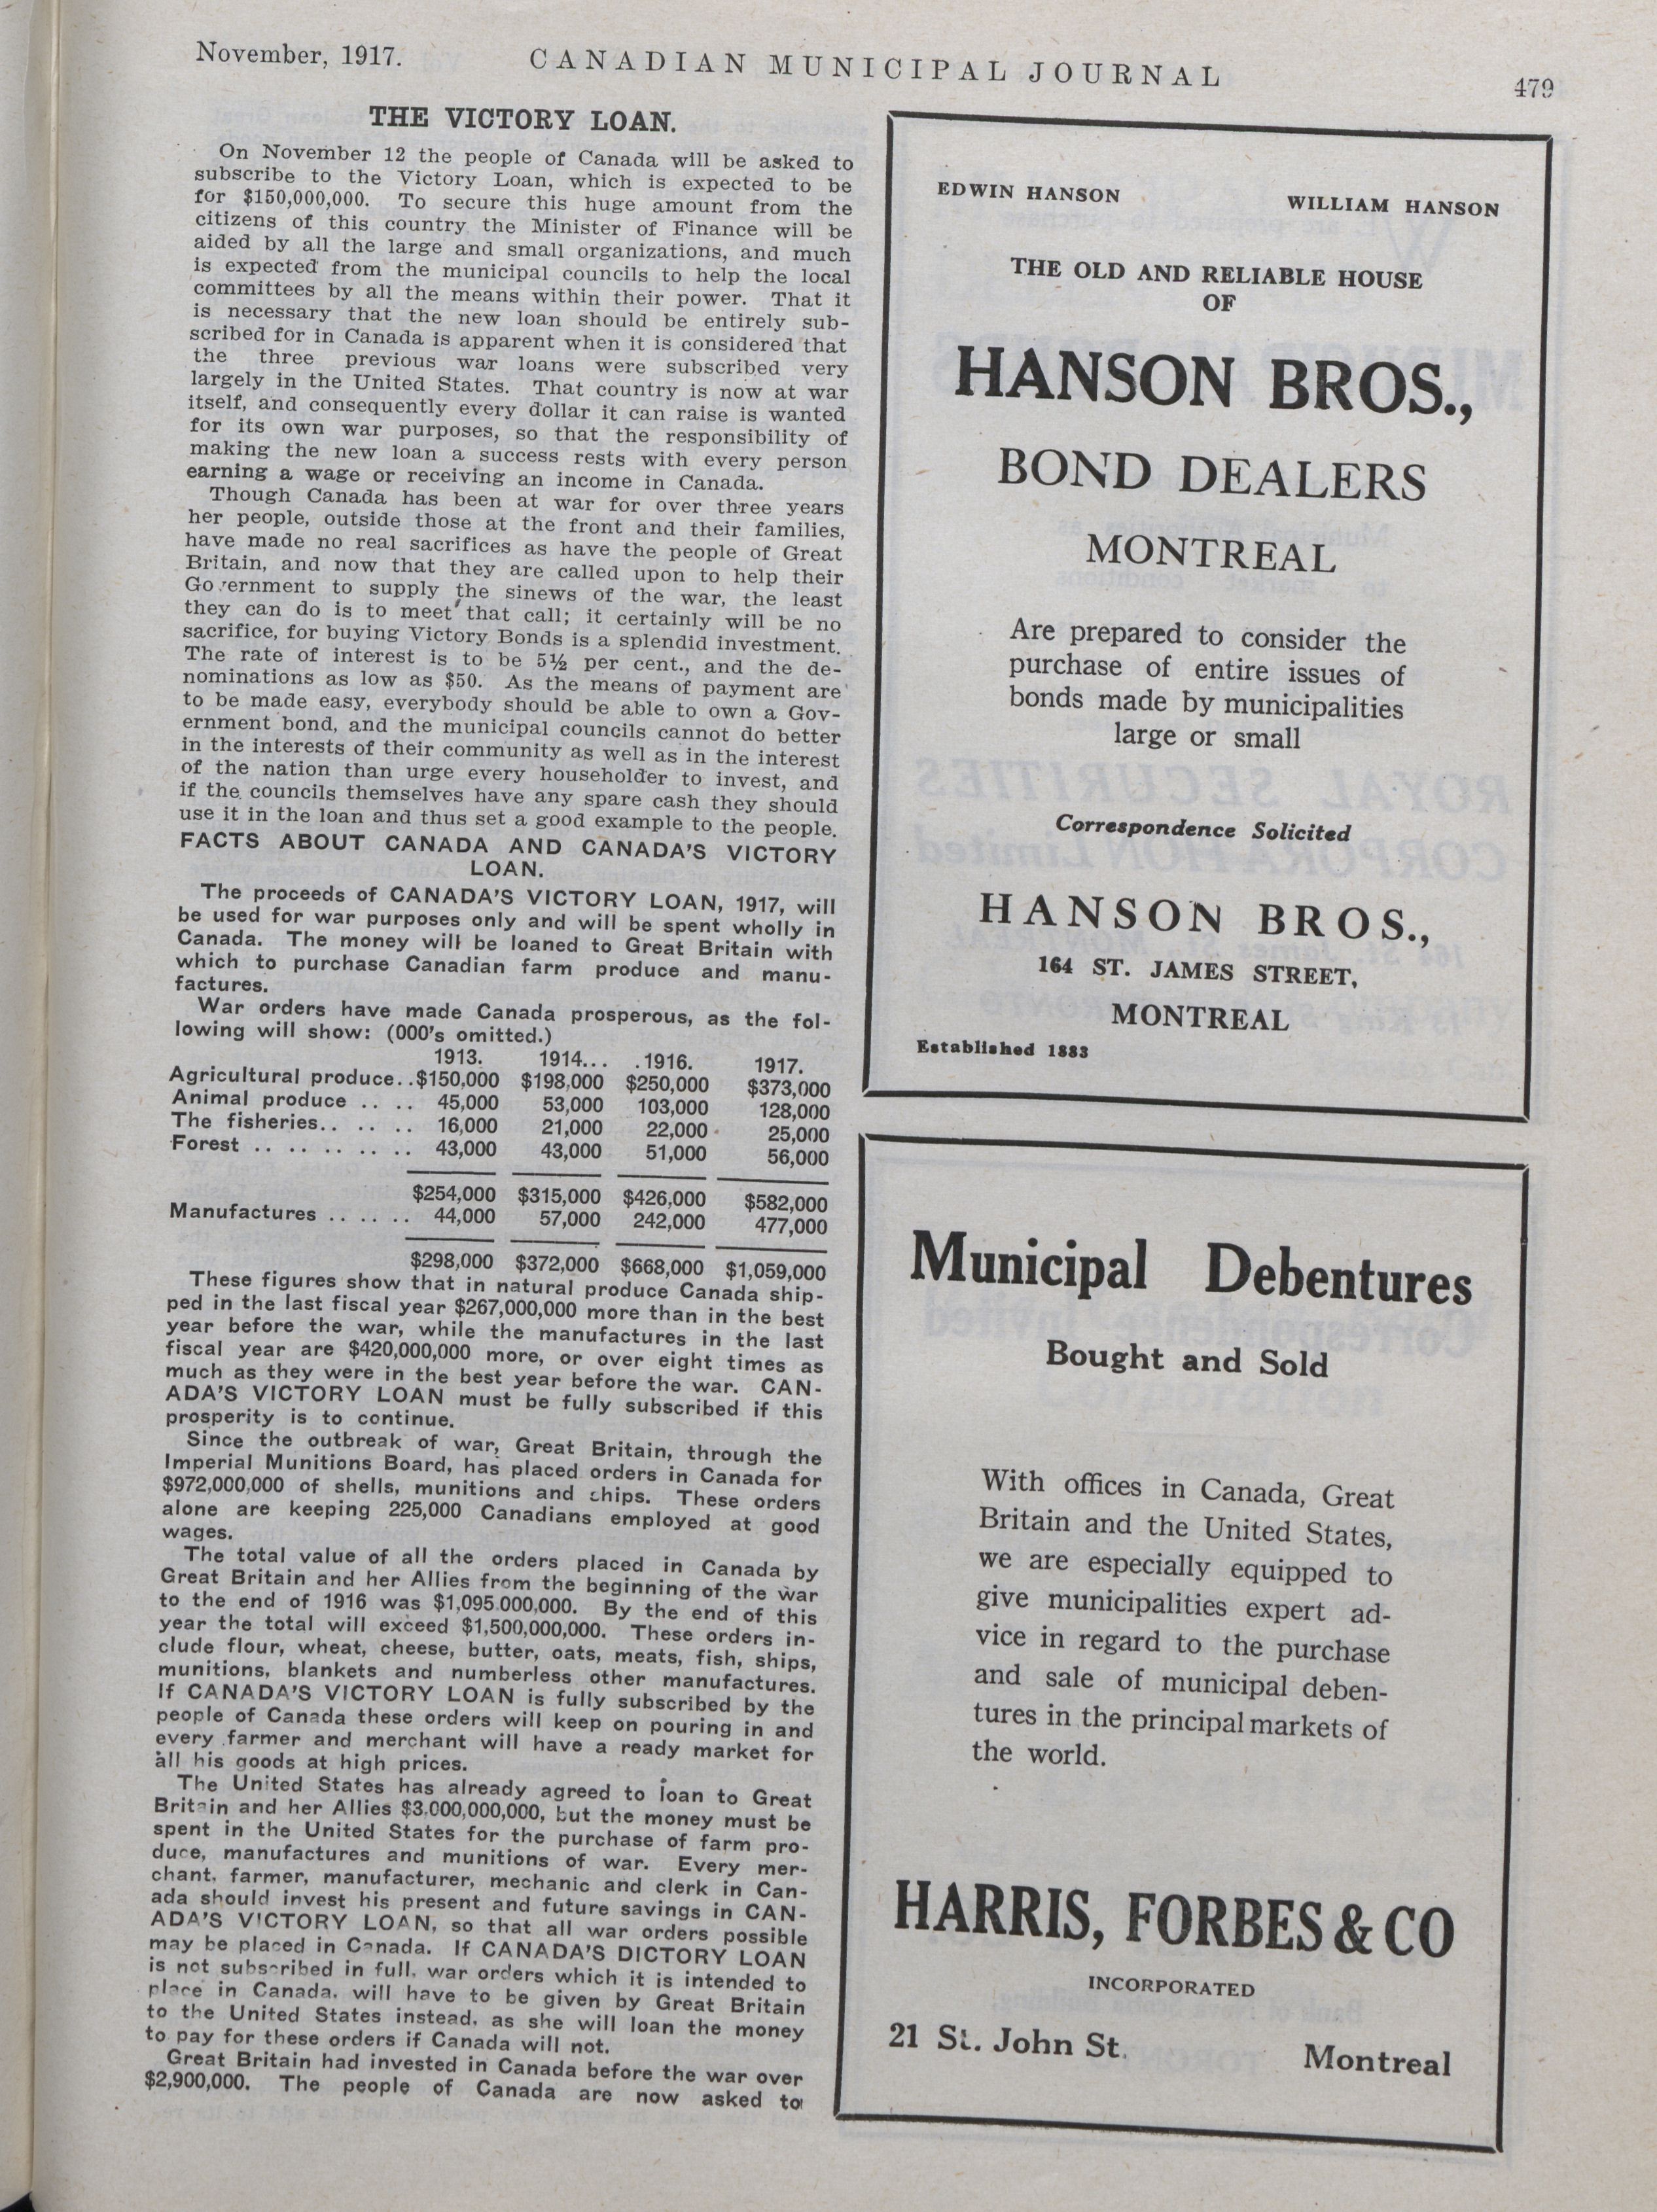 November, 1917.
CANADIAN MUNICIPAL JOURNAL
479
THE VICTORY LOAN.
On November 12 the people of Canada will be asked to
subscribe to the Victory Loan, which is expected to be
for $150,000,000. To secure this huge amount from the
citizens of this country the Minister of Finance will be
aided by all the large and small organizations, and much
is expected from the municipal councils to help the local
committees by all the means within their power. That it
is necessary that the new loan should be entirely sub-
scribed for in Canada is apparent when it is considered that
the three previous war loans were subscribed very
largely in the United States. That country is now at war
itself, and consequently every dollar it can raise is wanted
for its own war purposes, so that the responsibility of
making the new loan a success rests with every person
earning a wage or receiving an income in Canada.
Though Canada has been at war for over three years
her people, outside those at the front and their families,
have made no real sacrifices as have the people of Great
Britain, and now that they are called upon to help their
Government to supply the sinews of the war, the least
they can do is to meet that call; it certainly will be no
sacrifice, for buying Victory Bonds is a splendid investment.
The rate of interest is to be 5½ per cent., and the de-
nominations as low as $50. As the means of payment are
to be made easy, everybody should be able to own a Gov-
ernment bond, and the municipal councils cannot do better
in the interests of their community as well as in the interest
of the nation than urge every householder to invest, and
if the councils themselves have any spare cash they should
use it in the loan and thus set a good example to the people.
FACTS ABOUT CANADA AND CANADA'S VICTORY
LOAN.
The proceeds of CANADA'S VICTORY LOAN, 1917, will
be used for war purposes only and will be spent wholly in
Canada. The money will be loaned to Great Britain with
which to purchase Canadian farm produce and manu-
factures.
War orders have made Canada prosperous, as the fol-
lowing will show: (000's omitted.)
1913. 1914... .1916. 1917.
Agricultural produce..$150,000 $198,000 $250,000 $373,000
Animal produce .. .. 45,000 53,000 103,000 128,000
The fisheries.. .. .. 16,000 21,000 22,000 25,000
Forest .. .. .. .. .. 43,000 43,000 51,000 56,000
$254,000 $315,000 $426,000 $582,000
Manufactures .. .. .. 44,000 57,000 242,000 477,000
$298,000 $372,000 $668,000 $1,059,000
These figures show that in natural produce Canada ship-
ped in the last fiscal year $267,000,000 more than in the best
year before the war, while the manufactures in the last
fiscal year are $420,000,000 more, or over eight times as
much as they were in the best year before the war. CAN-
ADA'S VICTORY LOAN must be fully subscribed if this
prosperity is to continue.
Since the outbreak of war, Great Britain, through the
Imperial Munitions Board, has placed orders in Canada for
$972,000,000 of shells, munitions and ships. These orders
alone are keeping 225,000 Canadians employed at good
wages.
The total value of all the orders placed in Canada by
Great Britain and her Allies from the beginning of the war
to the end of 1916 was $1,095.000,000. By the end of this
year the total will exceed $1,500,000,000. These orders in-
clude flour, wheat, cheese, butter, oats, meats, fish, ships,
munitions, blankets and numberless other manufactures.
If CANADA'S VICTORY LOAN is fully subscribed by the
people of Canada these orders will keep on pouring in and
every farmer and merchant will have a ready market for
all his goods at high prices.
The United States has already agreed to loan to Great
Britain and her Allies $3.000,000,000, but the money must be
spent in the United States for the purchase of farm pro-
duce, manufactures and munitions of war. Every mer-
chant, farmer, manufacturer, mechanic and clerk in Can-
ada should invest his present and future savings in CAN-
ADA'S VICTORY LOAN, so that all war orders possible
may be placed in Canada. If CANADA'S DICTORY LOAN
is not subscribed in full, war orders which it is intended to
place in Canada, will have to be given by Great Britain
to the United States instead, as she will loan the money
to pay for these orders if Canada will not.
Great Britain had invested in Canada before the war over
$2,900,000. The people of Canada are now asked to
EDWIN HANSON WILLIAM HANSON
THE OLD AND RELIABLE HOUSE
OF
HANSON BROS.,
BOND DEALERS
MONTREAL
Are prepared to consider the
purchase of entire issues of
bonds made by municipalities
large or small
Correspondence Solicited
HANSON BROS.,
164 ST. JAMES STREET,
MONTREAL
Established 1883
Municipal Debentures
Bought and Sold
With offices in Canada, Great
Britain and the United States,
we are especially equipped to
give municipalities expert ad-
vice in regard to the purchase
and sale of municipal deben-
tures in the principal markets of
the world.
HARRIS, FORBES & CO
INCORPORATED
21 St. John St. Montreal